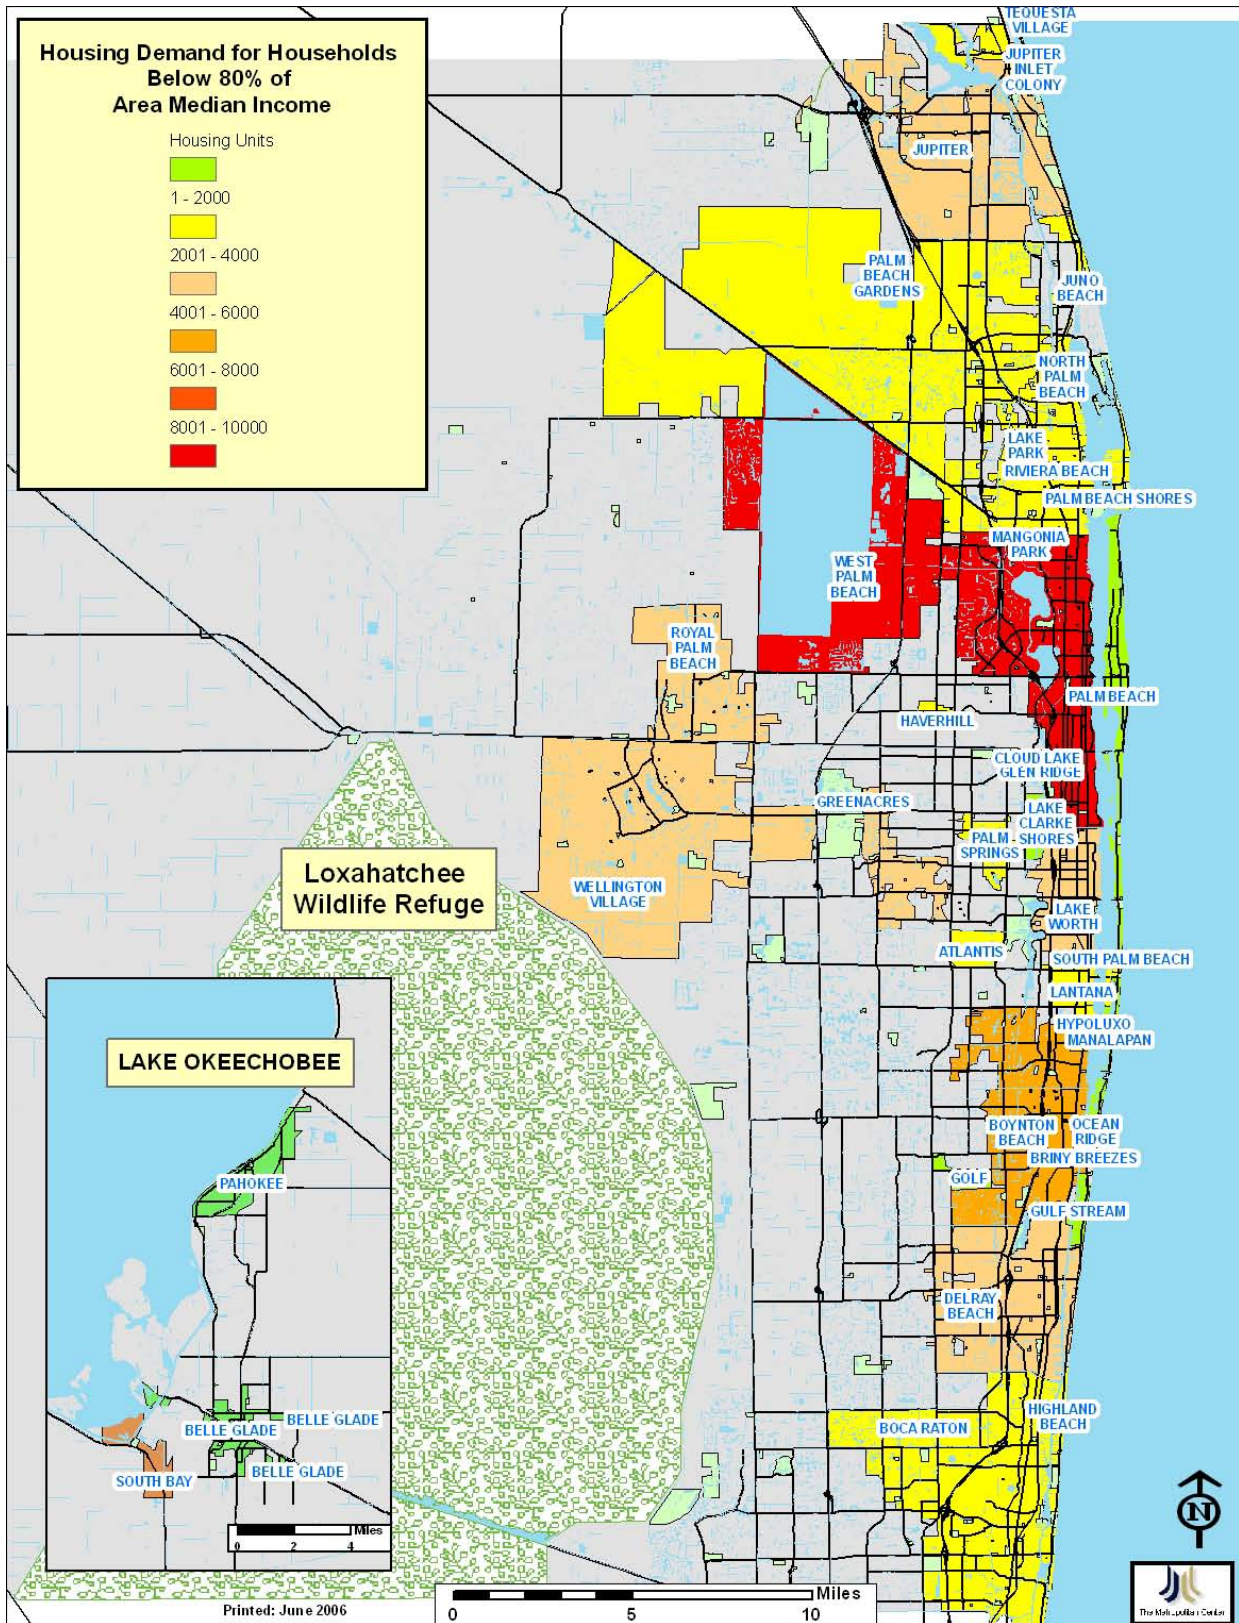 Housing Demand for Households
Below 80% of
Area Median Income
Housing Units
1 - 2000
2001 - 4000
4001 - 6000
6001 - 8000
8001 - 10000
TEQUESTA
VILLAGE
JUPITER
INLET
COLONY
JUPITER
PALM
BEACH
GARDENS
JUNO
BEACH
NORTH
PALM
BEACH
LAKE
PARK
RIVIERA BEACH
PALM BEACH SHORES
MANGONIA
PARK
WEST
PALM
BEACH
ROYAL
PALM
BEACH
PALM BEACH
HAVERHILL
CLOUD LAKE
GLEN RIDGE
GREENACRES
LAKE
CLARKE
SHORES
PALM
SPRINGS
Loxahatchee
Wildlife Refuge
WELLINGTON
VILLAGE
LAKE
WORTH
ATLANTIS
SOUTH PALM BEACH
LANTANA
HYPOLUXO
MANALAPAN
BOYNTON
BEACH
OCEAN
RIDGE
BRINY BREEZES
GOLF
GULF STREAM
DELRAY
BEACH
HIGHLAND
BEACH
BOCA RATON
LAKE OKEECHOBEE
PAHOKEE
BELLE GLADE
BELLE GLADE
BELLE GLADE
SOUTH BAY
Miles
0 2 4
Printed: June 2006
Miles
0 5 10
N
The Metropolitan Center